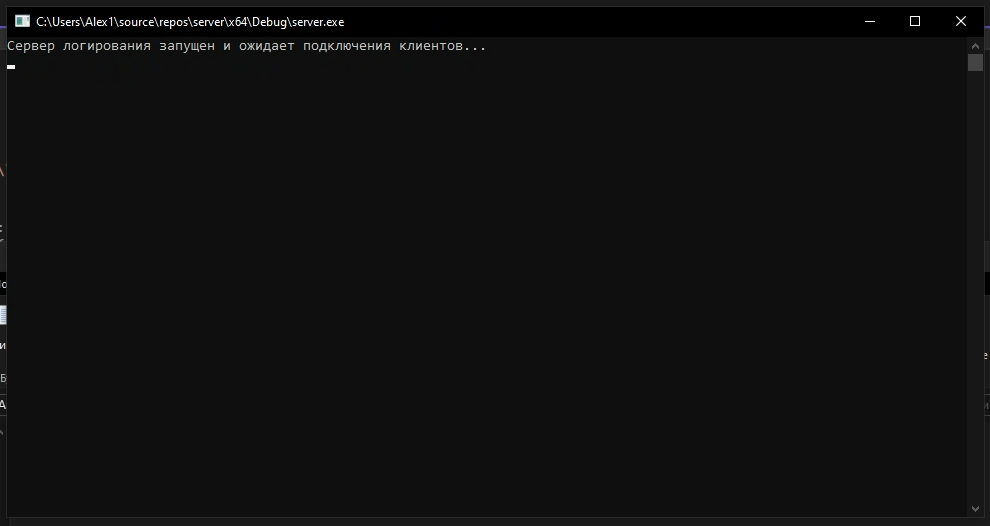 C:\Users\Alex1\source\repos\server\x64\Debug\server.exe
Сервер логирования запущен и ожидает подключения клиентов...